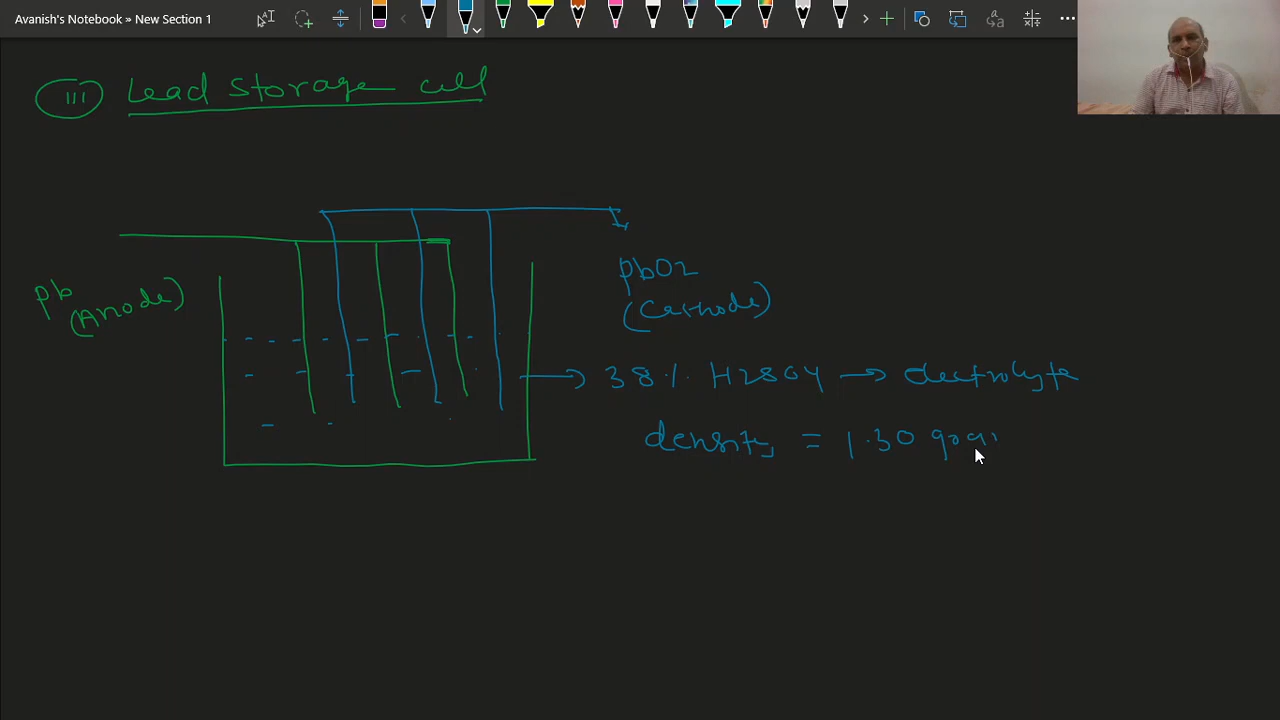 Avanish's Notebook » New Section 1
iii Lead storage cell
pb
(Anode)
pbO2
(Cathode)
38% H2SO4 → electrolyte
density = 1.30 gra